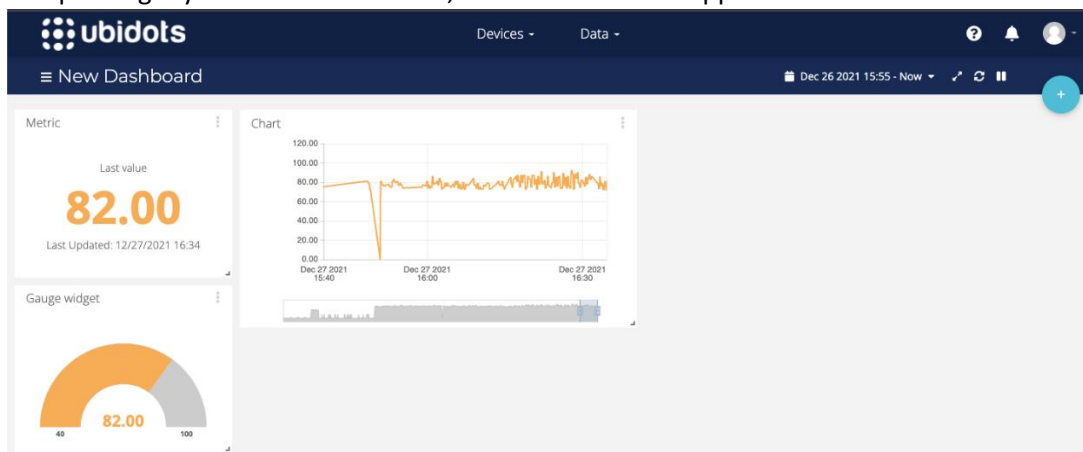 ubidots
Devices
Data
New Dashboard
Dec 26 2021 15:55 - Now
Metric
Last value
82.00
Last Updated: 12/27/2021 16:34
Chart
120.00
100.00
80.00
60.00
40.00
20.00
0.00
Dec 27 2021
15:40
Dec 27 2021
16:00
Dec 27 2021
16:30
Gauge widget
82.00
40
100